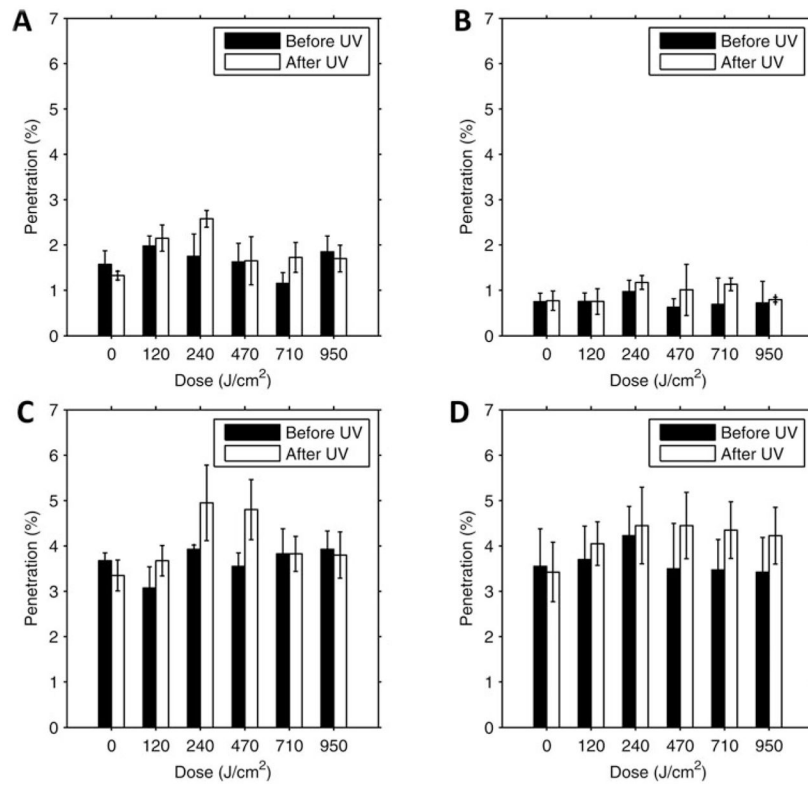 A
7
6
5
4
3
2
1
0
Penetration (%)
Before UV
After UV
0 120 240 470 710 950
Dose (J/cm²)
B
7
6
5
4
3
2
1
0
Penetration (%)
Before UV
After UV
0 120 240 470 710 950
Dose (J/cm²)
C
7
6
5
4
3
2
1
0
Penetration (%)
Before UV
After UV
0 120 240 470 710 950
Dose (J/cm²)
D
7
6
5
4
3
2
1
0
Penetration (%)
Before UV
After UV
0 120 240 470 710 950
Dose (J/cm²)